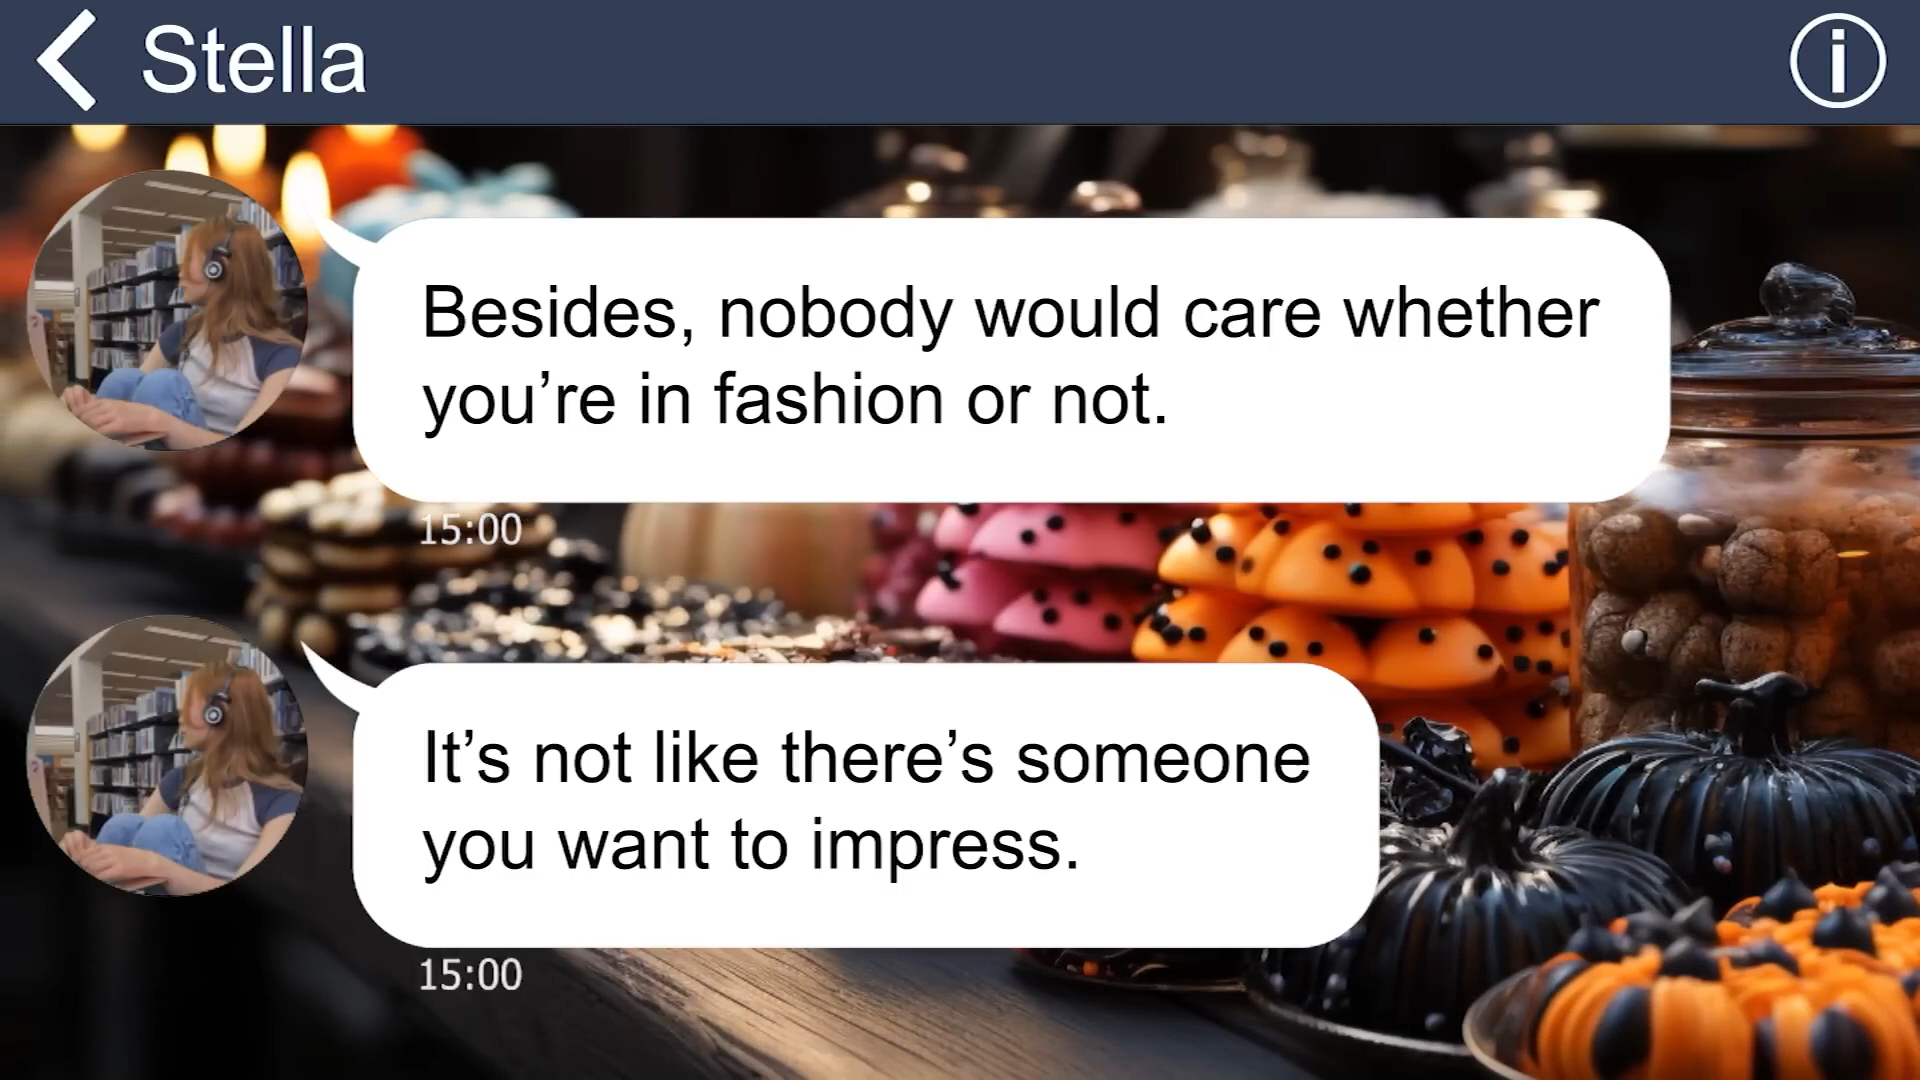 Stella
Besides, nobody would care whether
you’re in fashion or not.
15:00
It’s not like there’s someone
you want to impress.
15:00